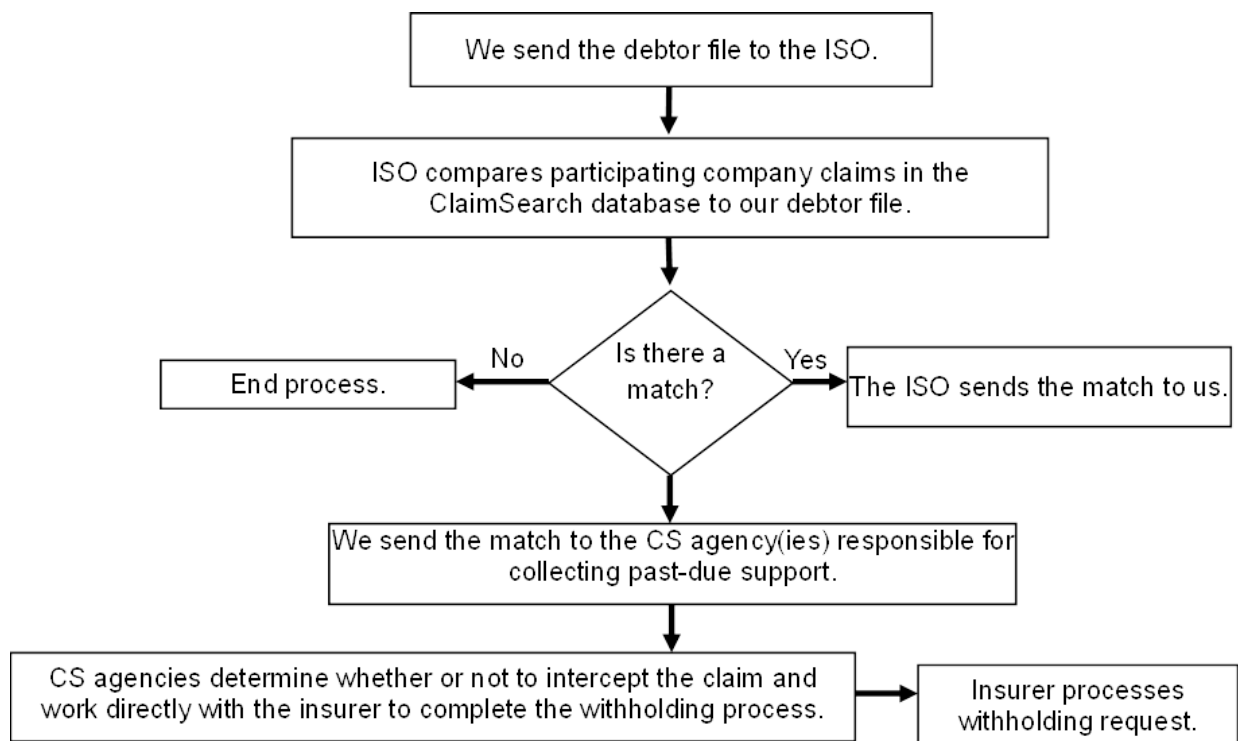 We send the debtor file to the ISO.
ISO compares participating company claims in the
ClaimSearch database to our debtor file.
Is there a
match?
No
Yes
End process.
The ISO sends the match to us.
We send the match to the CS agency(ies) responsible for
collecting past-due support.
CS agencies determine whether or not to intercept the claim and
work directly with the insurer to complete the withholding process.
Insurer processes
withholding request.